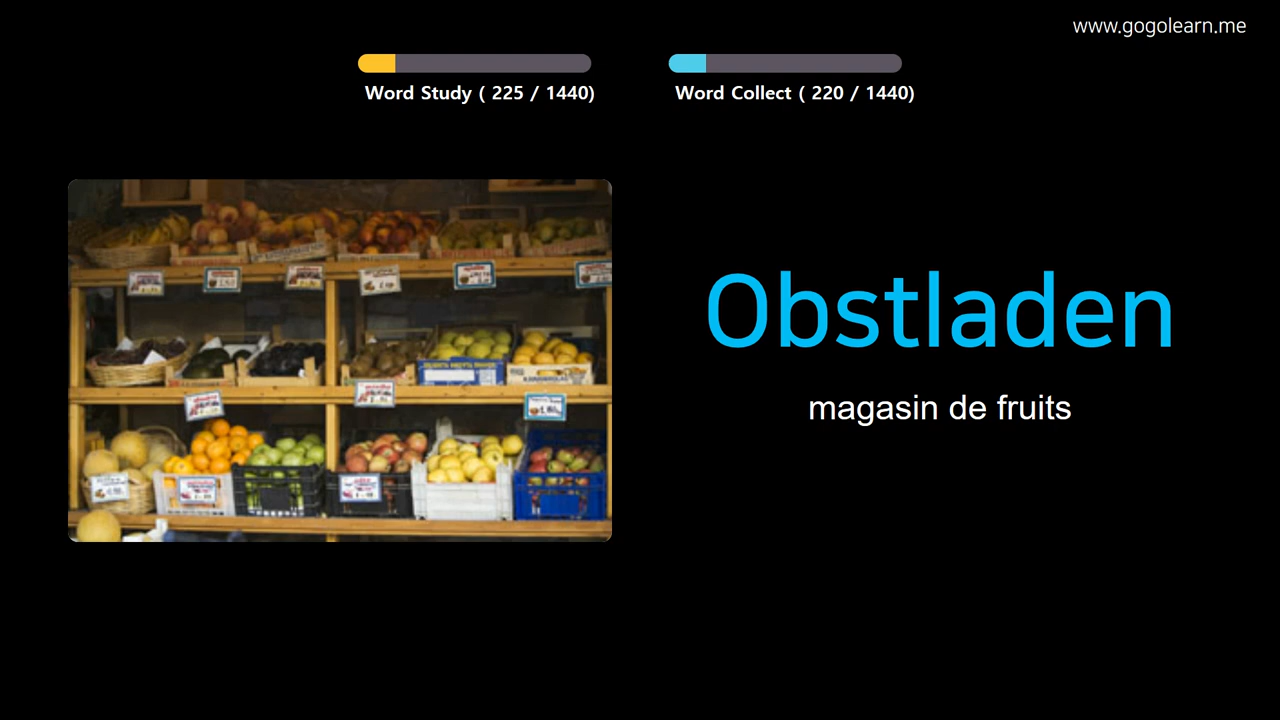 www.gogolearn.me
Word Study ( 225 / 1440)
Word Collect ( 220 / 1440)
Obstladen
magasin de fruits